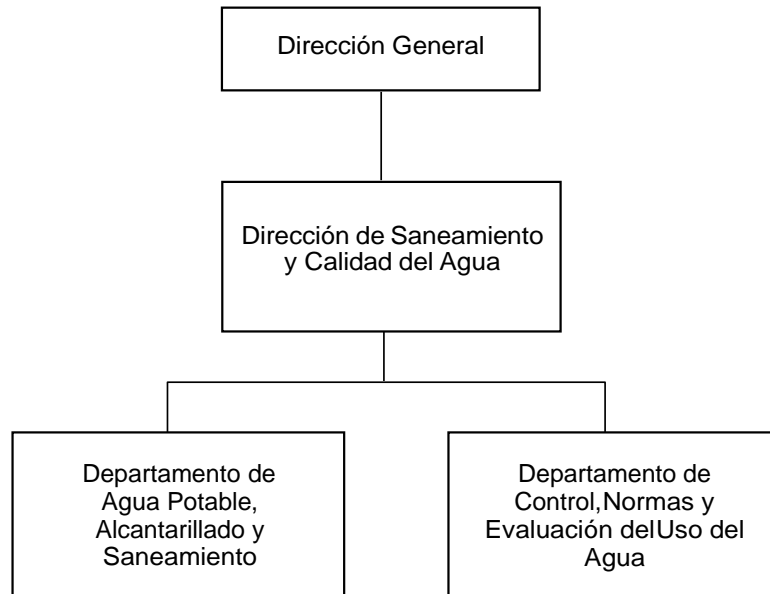 Dirección General
Dirección de Saneamiento
y Calidad del Agua
Departamento de
Agua Potable,
Alcantarillado y
Saneamiento
Departamento de
Control,Normas y
Evaluación delUso del
Agua